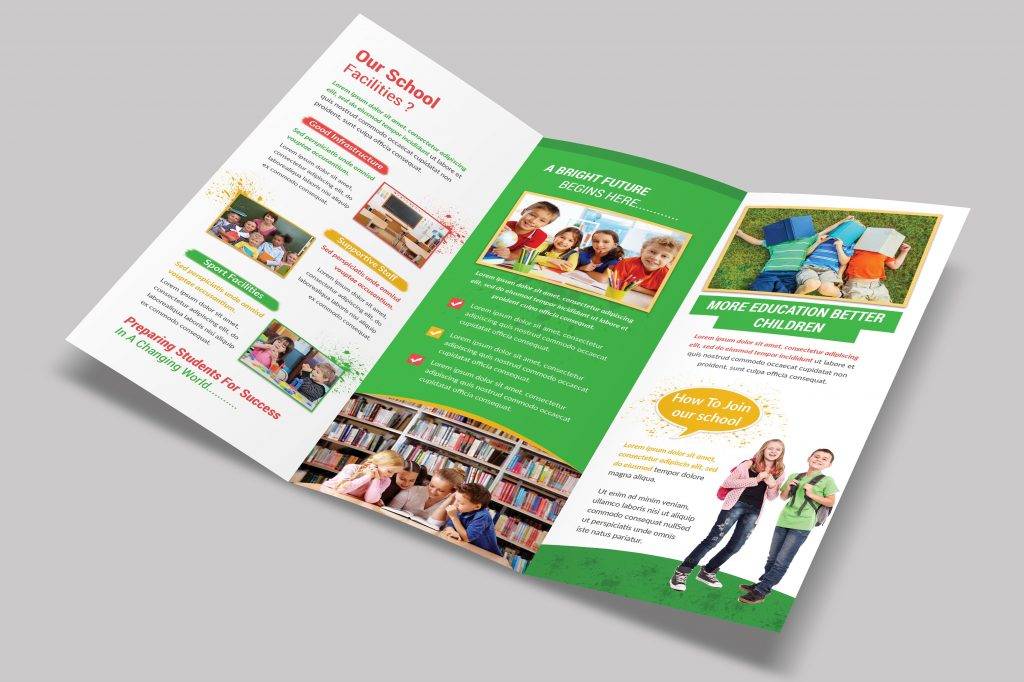 Our School
Facilities ?
Lorem ipsum dolor sit amet, consectetur adipiscing
elit, sed do eiusmod tempor incididunt ut labore et
quis nostrud commodo occaecat cupidatat non
proident, sunt culpa officia consequat.
Good Infrastructure
Sed perspiciatis unde omnisd
vouptee accusantium.
Lorem ipsum dolor sit amet,
consectetur adipiscing elit, do
laborealiqua laboris nisi ut aliquip
ex commodo consequat.
Supportive Staff
Sed perspiciatis unde omnisd
voluptee accusantium.
Lorem ipsum dolor sit amet,
consectetur adipiscing elit, do
laborealiqua laboris nisi ut aliquip
ex commodo consequat.
Sport Facilities
Sed perspiciatis unde omnisd
voluptee accusantium.
Lorem ipsum dolor sit amet,
consectetur adipiscing elit, do
laborealiqua laboris nisi ut aliquip
ex commodo consequat.
Preparing Students For Success
In A Changing World............
A BRIGHT FUTURE
BEGINS HERE............
Lorem ipsum dolor sit amet, consectetur adipiscing
elit, sed do eiusmod tempor incididunt ut labore et
proident, sunt culpa officia consequat.
Lorem ipsum dolor sit amet, consectetur
adipiscing nostrud commodo occaecat
cupidatat officia consequat.
Lorem ipsum dolor sit amet, consectetur
adipiscing nostrud commodo occaecat
cupidatat officia consequat.
Lorem ipsum dolor sit amet, consectetur
adipiscing nostrud commodo occaecat
cupidatat officia consequat.
MORE EDUCATION BETTER
CHILDREN
Lorem ipsum dolor sit amet, consectetur adipiscing
elit, sed do eiusmod tempor incididunt ut labore et
quis nostrud commodo occaecat cupidatat non
proident, sunt culpa officia consequat.
How To Join
our school
Lorem ipsum dolor sit amet,
consectetur adipiscin elit, sed
do eiusmod tempor dolore
magna aliqua.
Ut enim ad minim veniam,
ullamco laboris nisi ut aliquip
commodo consequat nullSed
ut perspiciatis unde omnis
iste natus pariatur.